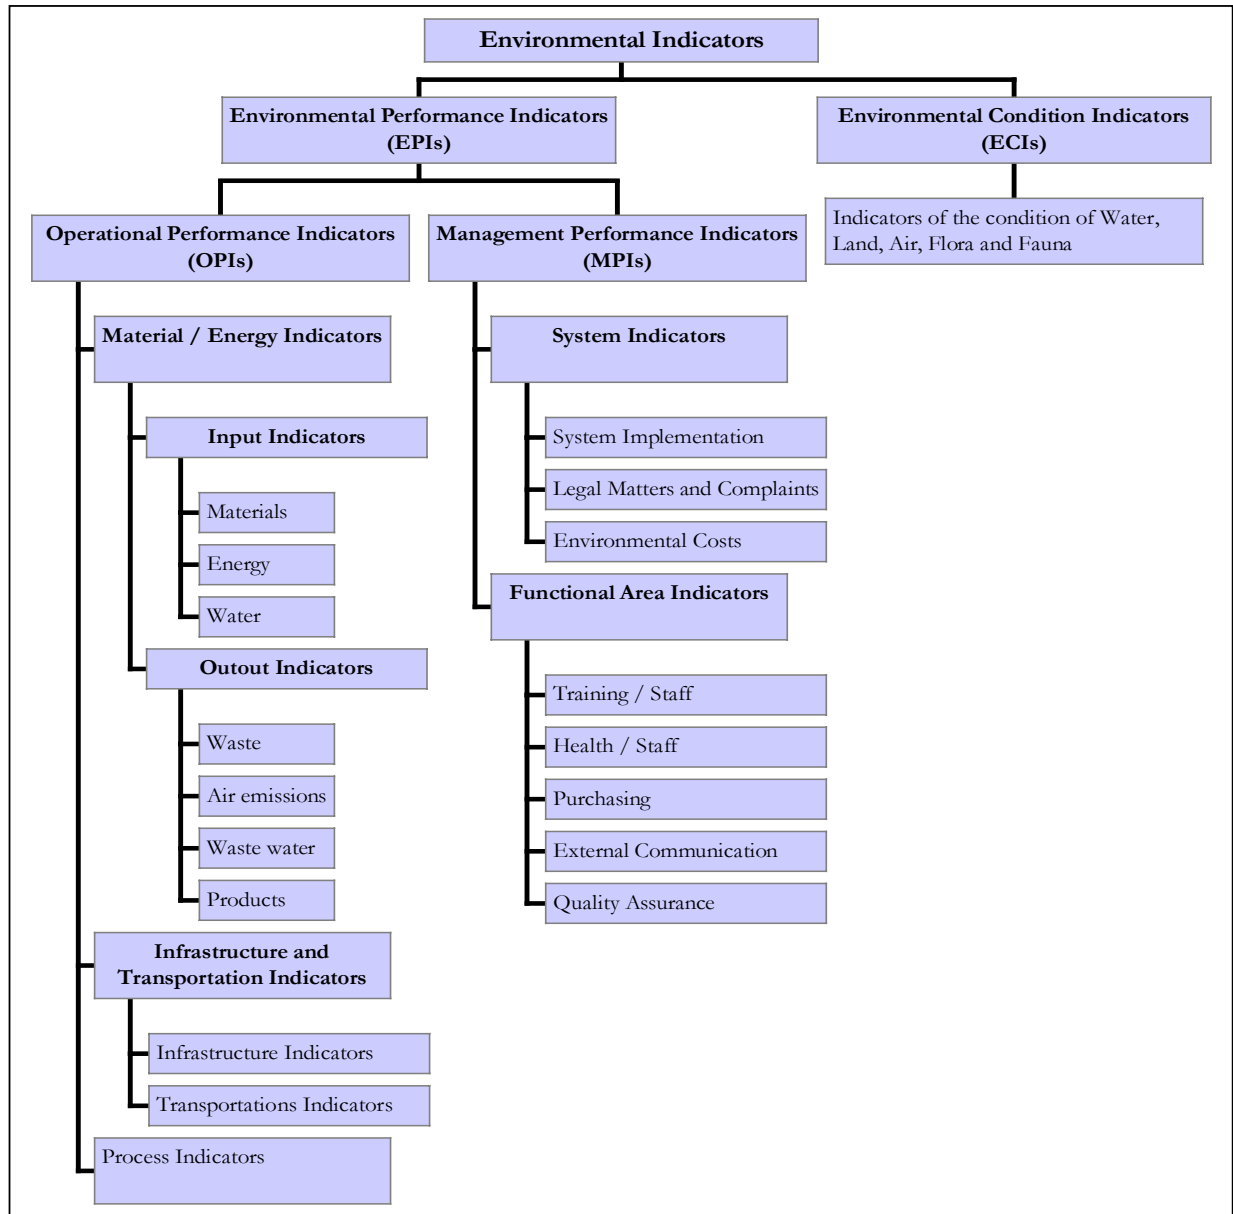 Environmental Indicators
Environmental Performance Indicators
(EPIs)
Environmental Condition Indicators
(ECIs)
Operational Performance Indicators
(OPIs)
Management Performance Indicators
(MPIs)
Indicators of the condition of Water,
Land, Air, Flora and Fauna
Material / Energy Indicators
Input Indicators
Materials
Energy
Water
Outout Indicators
Waste
Air emissions
Waste water
Products
Infrastructure and
Transportation Indicators
Infrastructure Indicators
Transportations Indicators
Process Indicators
System Indicators
System Implementation
Legal Matters and Complaints
Environmental Costs
Functional Area Indicators
Training / Staff
Health / Staff
Purchasing
External Communication
Quality Assurance